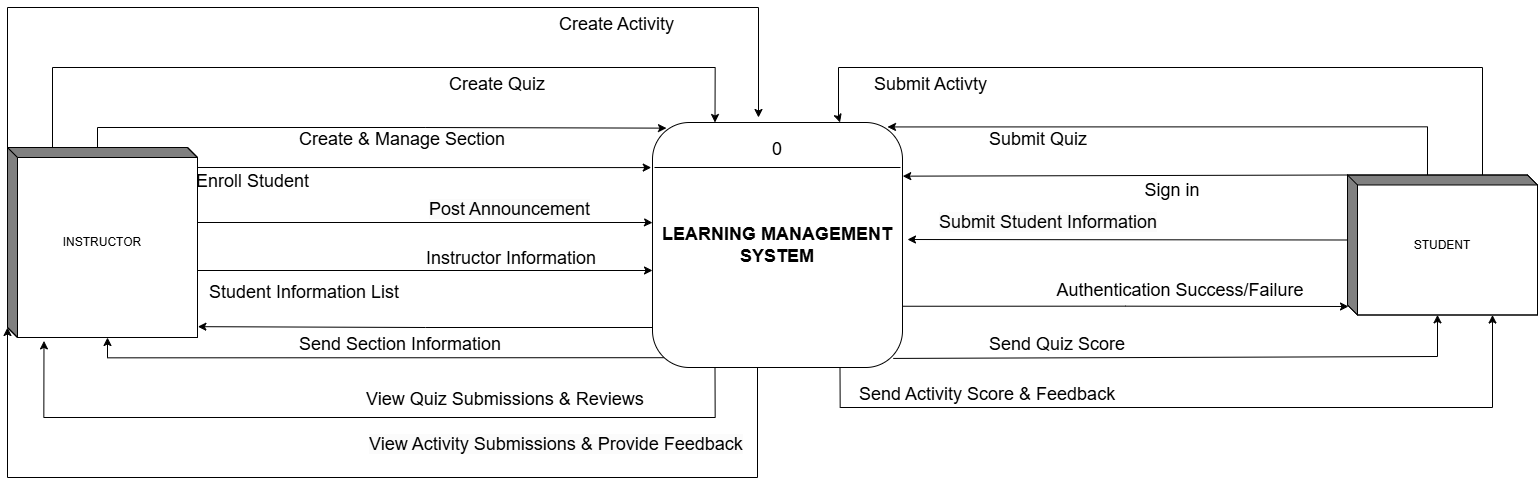 Create Activity
Create Quiz
Submit Activty
Create & Manage Section
Submit Quiz
0
Enroll Student
Sign in
Post Announcement
Submit Student Information
INSTRUCTOR
LEARNING MANAGEMENT
SYSTEM
STUDENT
Instructor Information
Student Information List
Authentication Success/Failure
Send Section Information
Send Quiz Score
View Quiz Submissions & Reviews
Send Activity Score & Feedback
View Activity Submissions & Provide Feedback